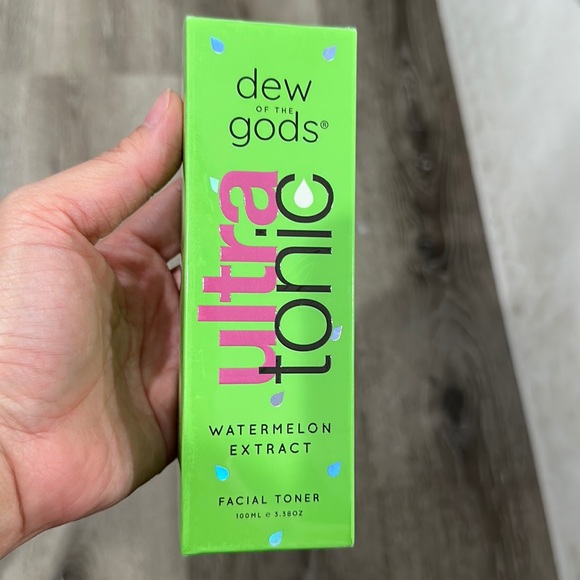 dew
OF THE
gods®
ultra
tonic
WATERMELON
EXTRACT
FACIAL TONER
100ML e 3.38OZ